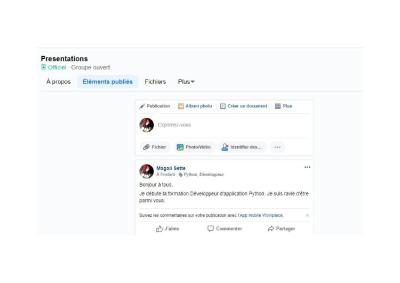 Presentations
Officiel · Groupe ouvert
À propos Éléments publiés Fichiers Plus
Publication Album photo Créer un document Plus
Exprimez-vous
Fichier Photo/Vidéo Identifier des... ...
Magali Sette
Python, Développeur
Bonjour à tous,
Je débute la formation Développeur d'application Python. Je suis ravie d'être
parmi vous.
Suivez les commentaires sur votre publication avec l'App Mobile Workplace.
J'aime Commenter Partager